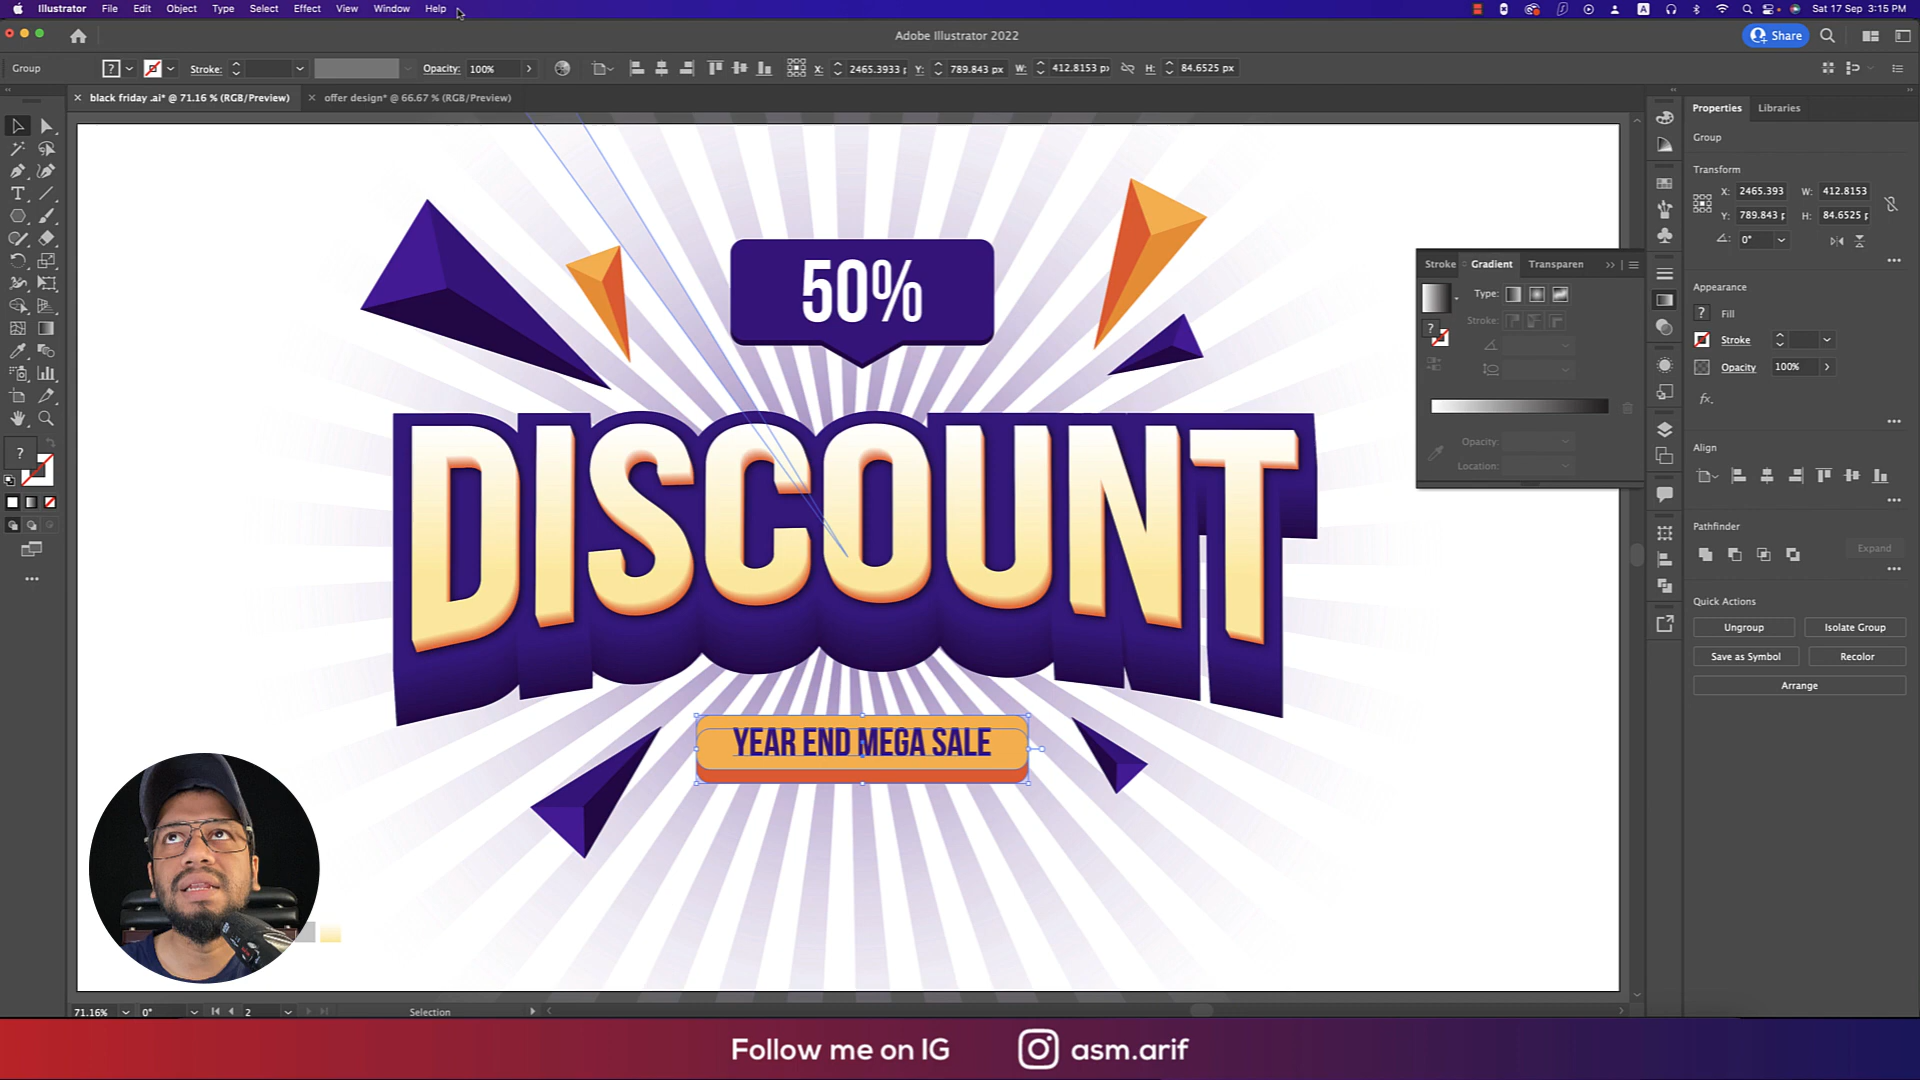 Illustrator File Edit Object Type Select Effect View Window Help
Sat 17 Sep 3:15 PM
Adobe Illustrator 2022
Share
Group
?
Stroke:
Opacity: 100%
X: 2465.3933 p
Y: 789.843 px
W: 412.8153 px
H: 84.6525 px
× black friday .ai* @ 71.16 % (RGB/Preview)
× offer design* @ 66.67 % (RGB/Preview)
50%
DISCOUNT
YEAR END MEGA SALE
Stroke Gradient Transparen
Type:
Stroke:
?
Opacity:
Location:
Properties Libraries
Group
Transform
X: 2465.393 W: 412.8153
Y: 789.843 p H: 84.6525 p
0°
Appearance
? Fill
Stroke
Opacity 100%
fx.
Align
Pathfinder
Expand
Quick Actions
Ungroup Isolate Group
Save as Symbol Recolor
Arrange
?
71.16% 0° 2 Selection
Follow me on IG asm.arif